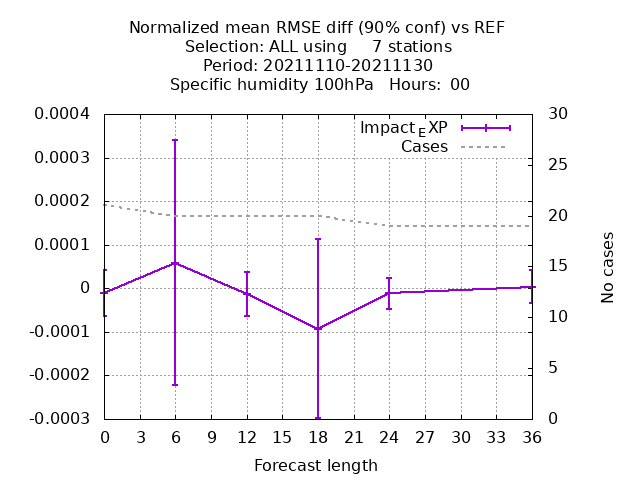 Normalized mean RMSE diff (90% conf) vs REF
Selection: ALL using     7 stations
Period: 20211110-20211130
Specific humidity 100hPa   Hours:  00
0.0004
0.0003
0.0002
0.0001
0
-0.0001
-0.0002
-0.0003
Impact_EXP
Cases
30
25
20
15
10
5
0
No cases
0 3 6 9 12 15 18 21 24 27 30 33 36
Forecast length